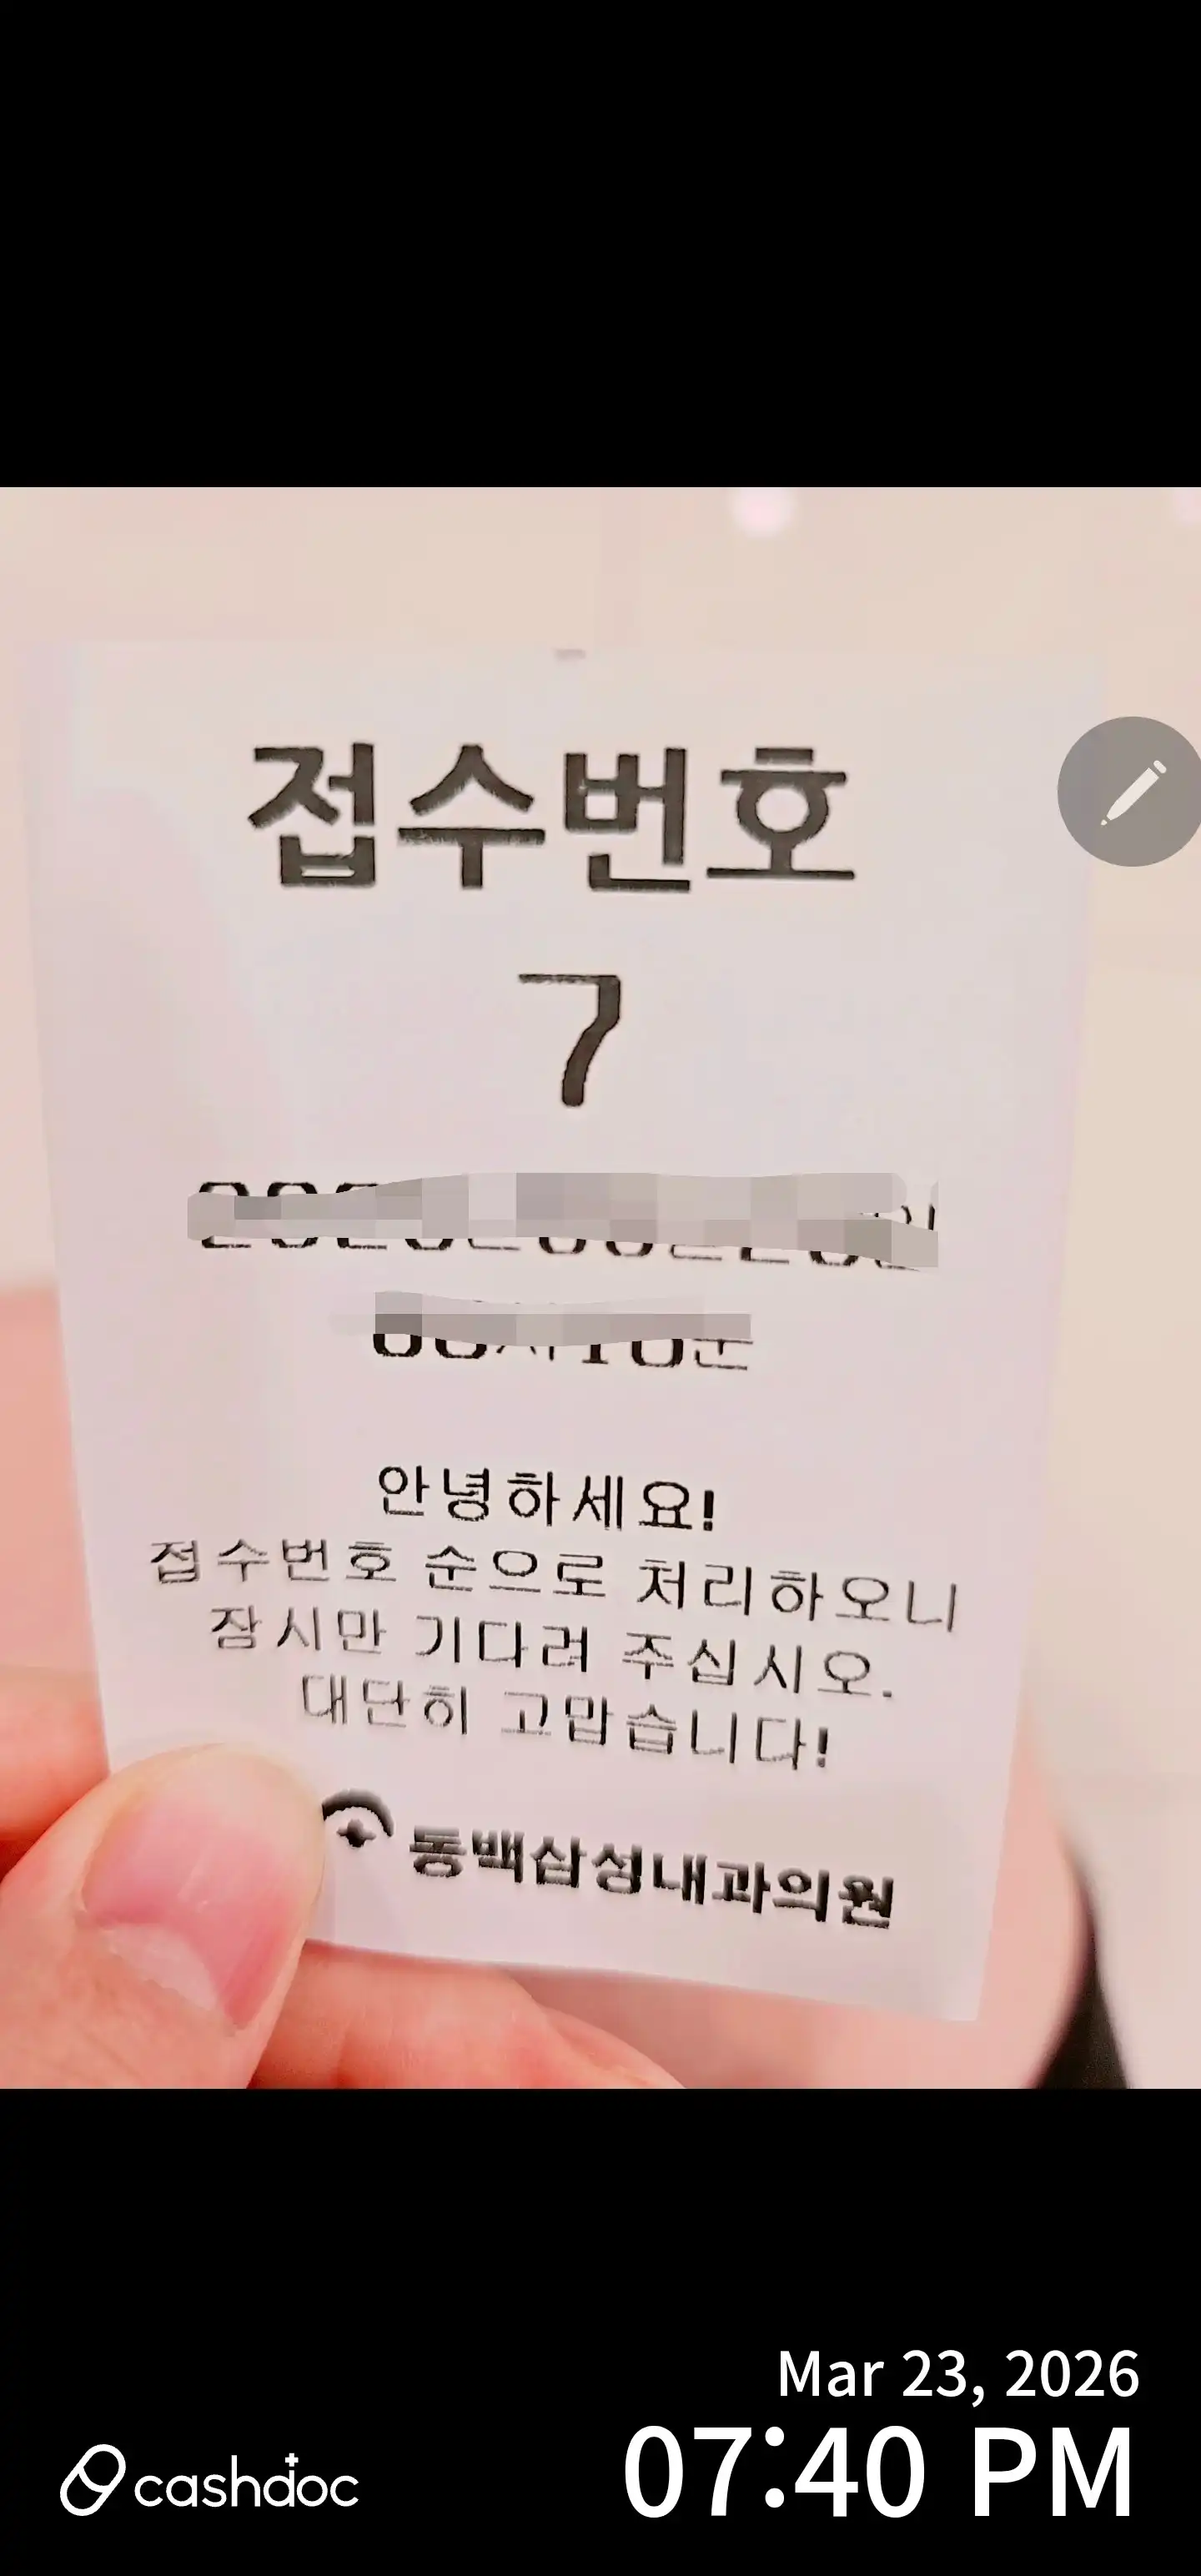 접수번호
7
안녕하세요!
접수번호 순으로 처리하오니
잠시만 기다려 주십시오.
대단히 고맙습니다!
동백삼성내과의원
Mar 23, 2026
07:40 PM
cashdoc